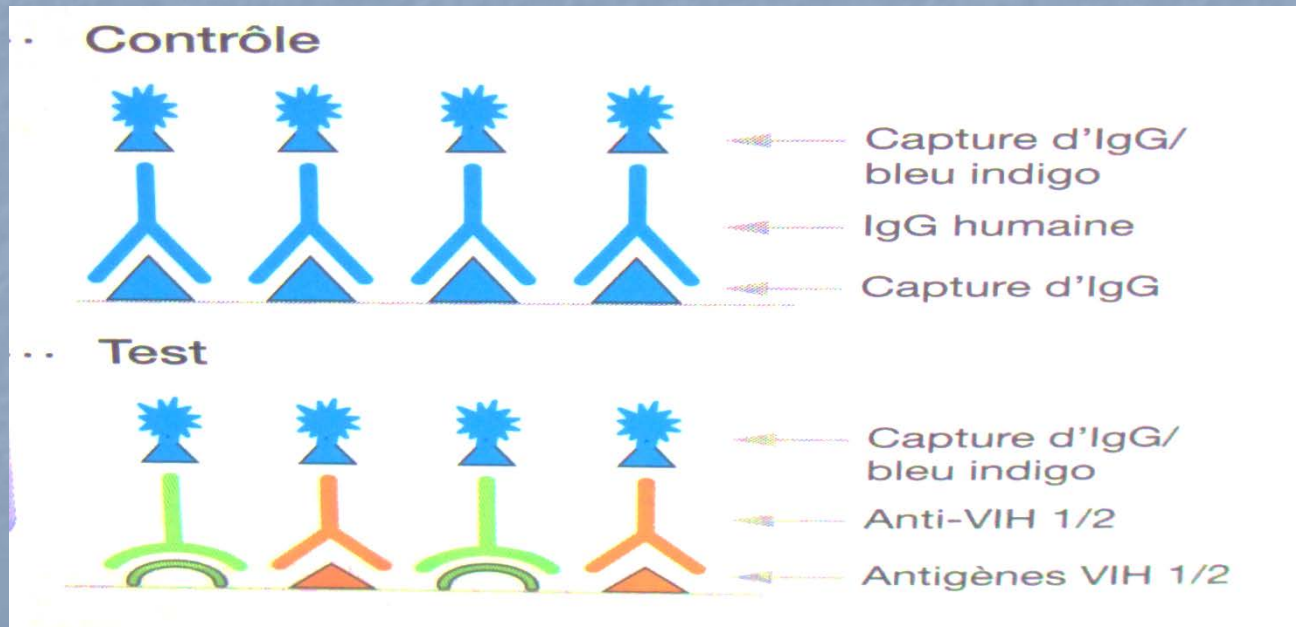 Contrôle
Capture d'IgG/
bleu indigo
IgG humaine
Capture d'IgG
Test
Capture d'IgG/
bleu indigo
Anti-VIH 1/2
Antigènes VIH 1/2